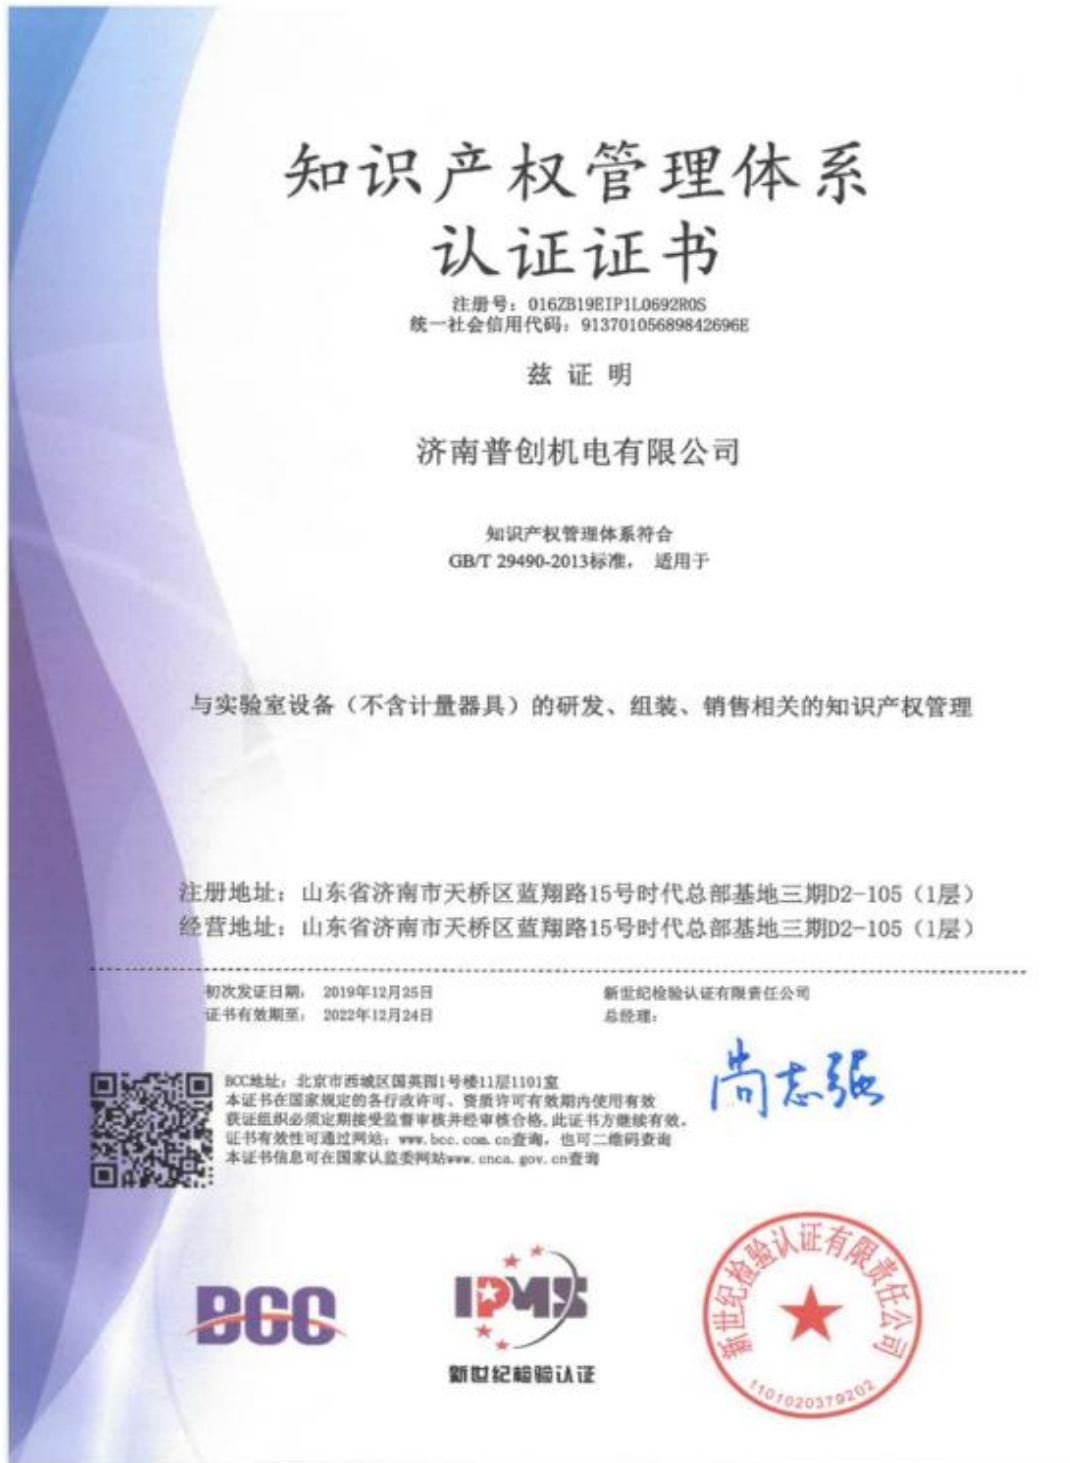 知识产权管理体系
认证证书
注册号：016ZB19EIP1L0692R0S
统一社会信用代码：91370105689842696E
兹证明
济南普创机电有限公司
知识产权管理体系符合
GB/T 29490-2013标准， 适用于
与实验室设备（不含计量器具）的研发、组装、销售相关的知识产权管理
注册地址：山东省济南市天桥区蓝翔路15号时代总部基地三期D2-105（1层）
经营地址：山东省济南市天桥区蓝翔路15号时代总部基地三期D2-105（1层）
初次发证日期： 2019年12月25日
证书有效期至： 2022年12月24日
新世纪检验认证有限责任公司
总经理：
尚志强
BCC地址：北京市西城区国英园1号楼11层1101室
本证书在国家规定的各行政许可、资质许可有效期内使用有效
获证组织必须定期接受监督审核并经审核合格，此证书方继续有效。
证书有效性可通过网站：www.bcc.com.cn查询，也可二维码查询
本证书信息可在国家认监委网站www.cnca.gov.cn查询
BCC
IPMS
新世纪检验认证
新世纪检验认证有限责任公司
1101020379202